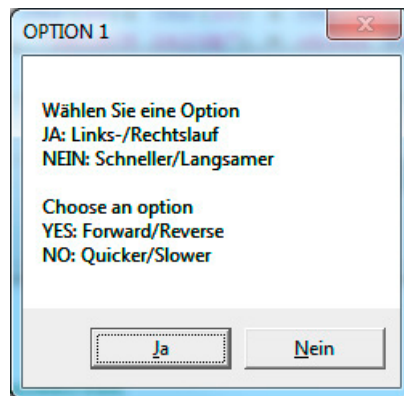 OPTION 1
Wählen Sie eine Option
JA: Links-/Rechtslauf
NEIN: Schneller/Langsamer
Choose an option
YES: Forward/Reverse
NO: Quicker/Slower
Ja
Nein